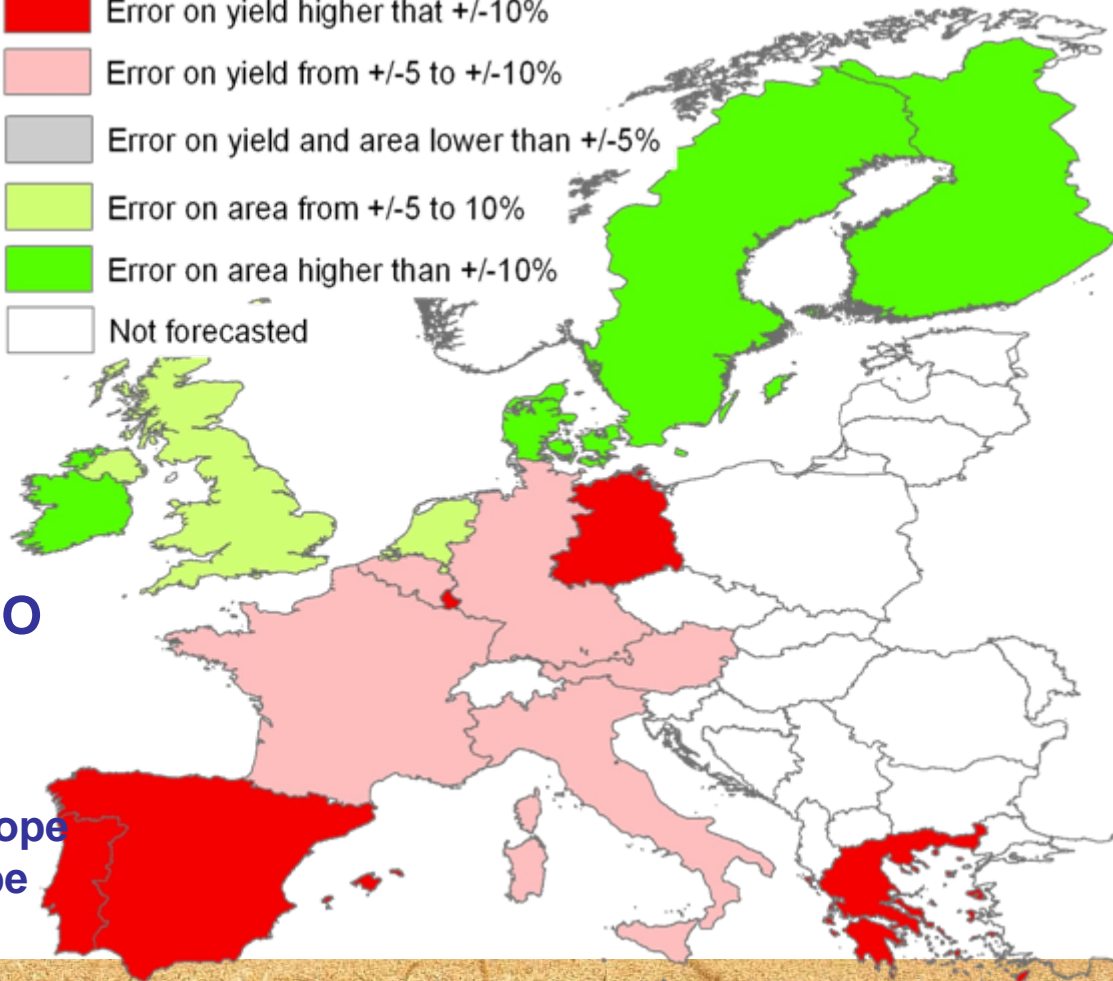 Error on yield higher that +/-10%
Error on yield from +/-5 to +/-10%
Error on yield and area lower than +/-5%
Error on area from +/-5 to 10%
Error on area higher than +/-10%
Not forecasted
O
ope
pe